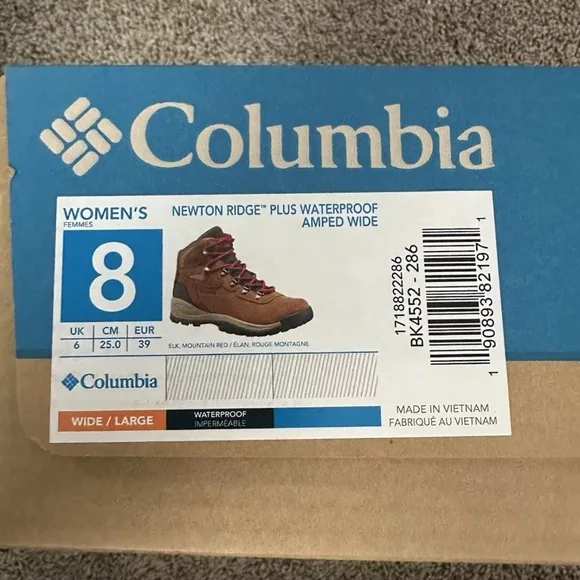 Columbia
WOMEN'S
FEMMES
8
UK | CM | EUR
6 | 25.0 | 39
NEWTON RIDGE™ PLUS WATERPROOF
AMPED WIDE
ELK, MOUNTAIN RED / ÉLAN, ROUGE MONTAGNE
Columbia
WIDE / LARGE
WATERPROOF
IMPERMÉABLE
1718822286
BK4552 - 286
1 90893 82197 1
MADE IN VIETNAM
FABRIQUÉ AU VIETNAM